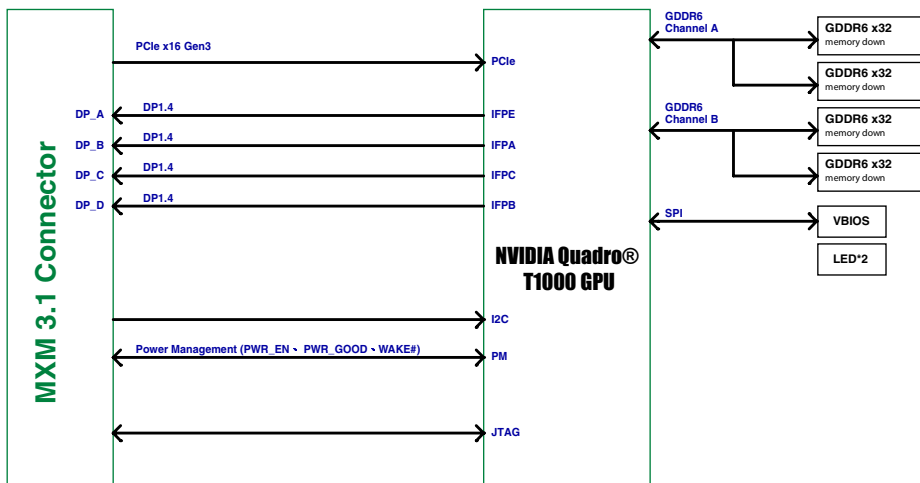 GDDR6
Channel A
GDDR6 x32
memory down
PCIe x16 Gen3
PCIe
GDDR6 x32
memory down
DP_A
DP1.4
IFPE
GDDR6
Channel B
GDDR6 x32
memory down
DP_B
DP1.4
IFPA
DP_C
DP1.4
IFPC
GDDR6 x32
memory down
DP_D
DP1.4
IFPB
SPI
VBIOS
MXM 3.1 Connector
NVIDIA Quadro®
T1000 GPU
LED*2
I2C
Power Management (PWR_EN、 PWR_GOOD、WAKE#)
PM
JTAG